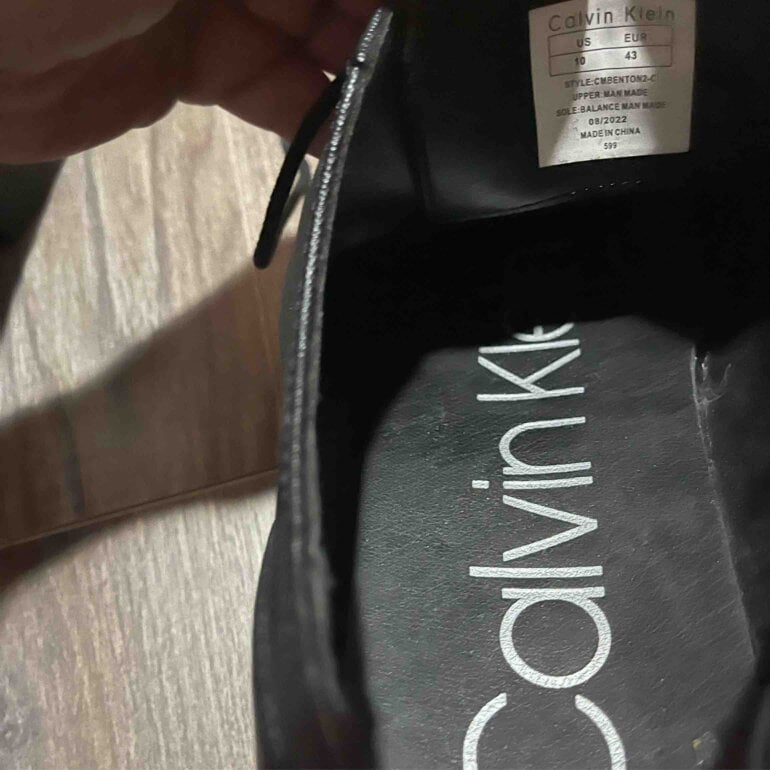 Calvin Klein
US EUR
10 43
STYLE:CMBENTON2-C
UPPER MAN MADE
SOLE:BALANCE MAN MADE
08/2022
MADE IN CHINA
599
Calvin Kle